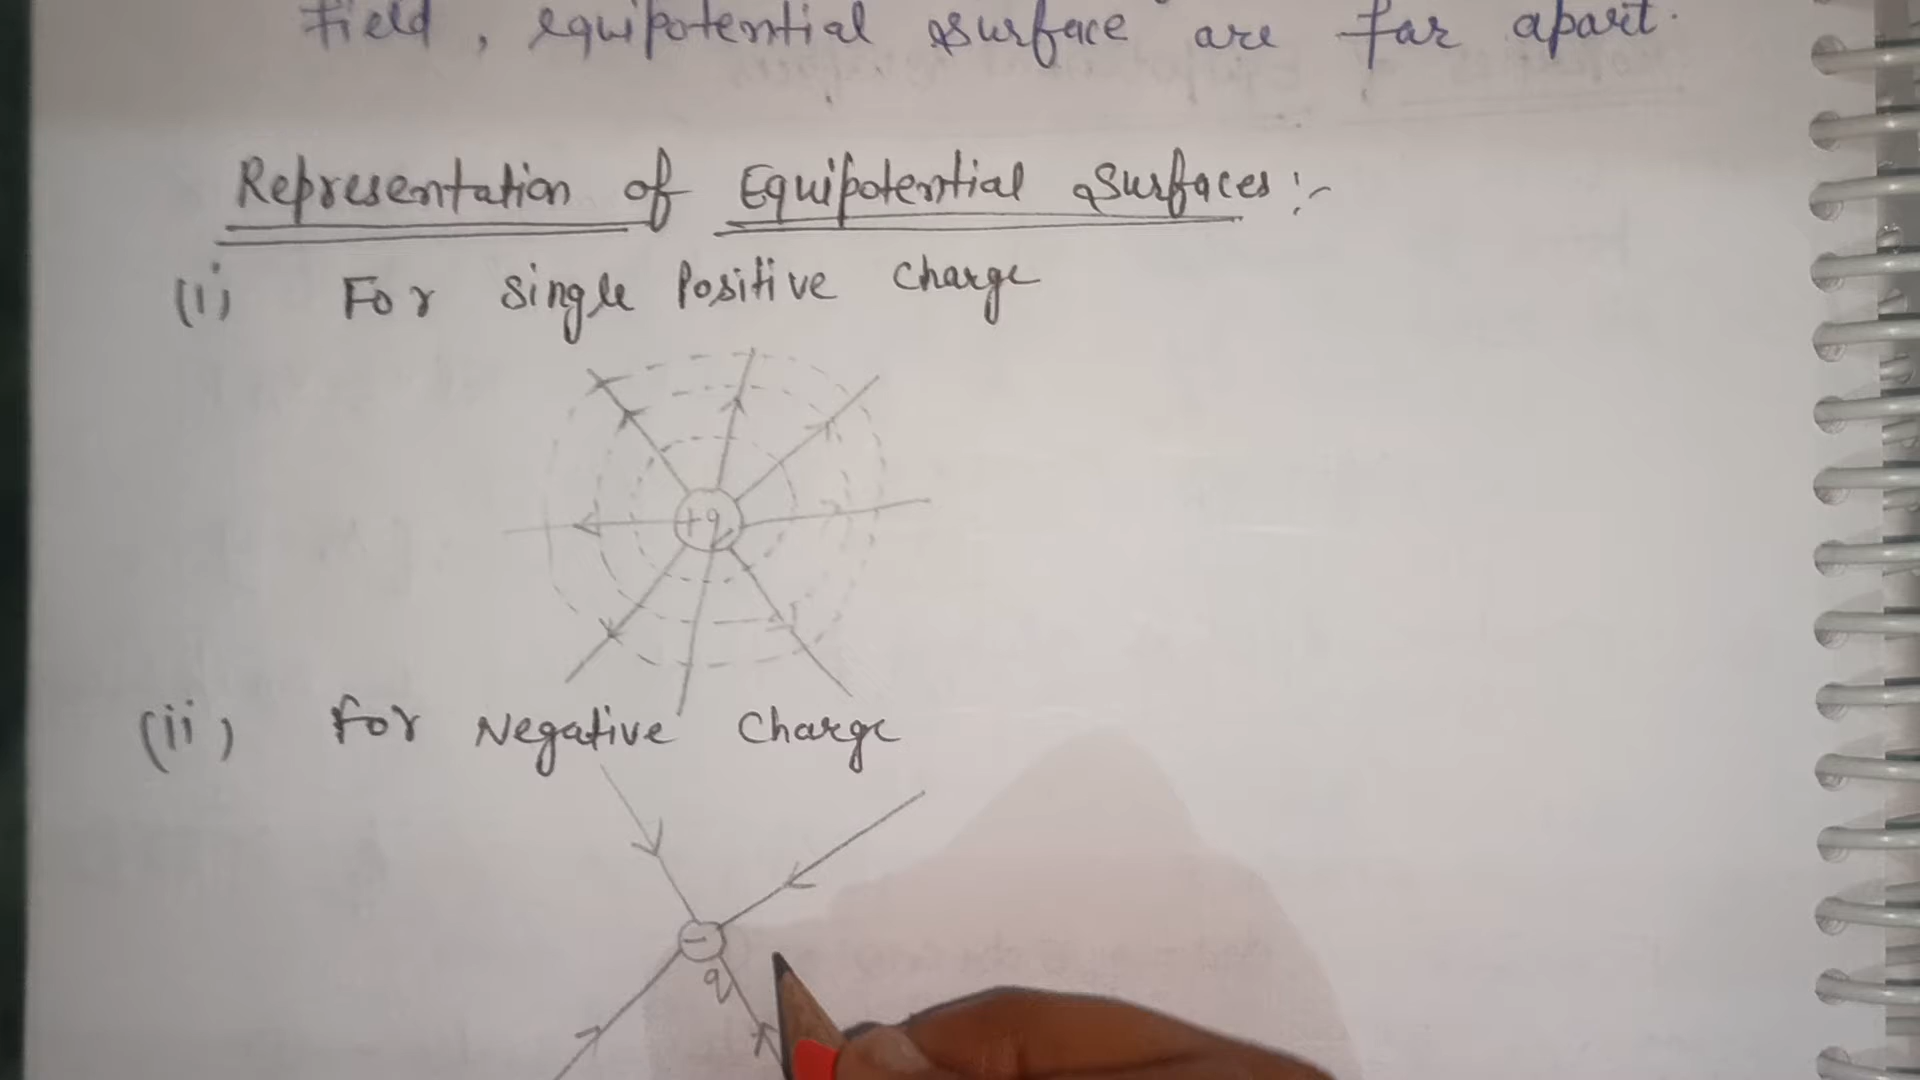 field, equipotential surface are far apart.
Representation of Equipotential Surfaces :-
(i) For single Positive Charge
+q
(ii) For Negative Charge
-
q